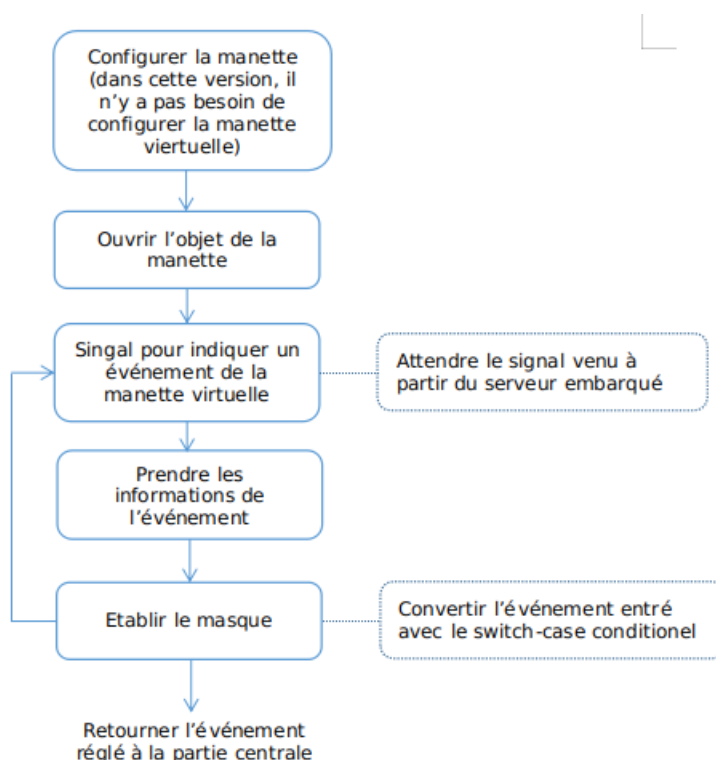 Configurer la manette
(dans cette version, il
n'y a pas besoin de
configurer la manette
viertuelle)
Ouvrir l'objet de la
manette
Singal pour indiquer un
événement de la
manette virtuelle
Attendre le signal venu à
partir du serveur embarqué
Prendre les
informations de
l'événement
Etablir le masque
Convertir l'événement entré
avec le switch-case conditionel
Retourner l'événement
réglé à la partie centrale